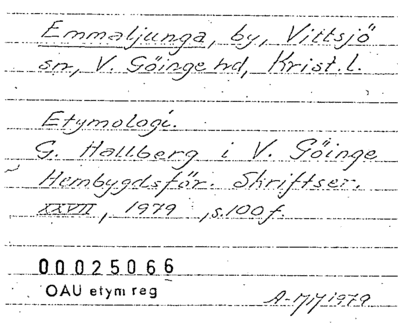 Emmaljunga, by, Vittsjö
sn, V. Göinge hd, Krist. l.
Etymologi.
G. Hallberg i V. Göinge
Hembygdsför. Skriftser.
XXVII, 1979, s. 100 f.
00025066
OAU etym reg
1979